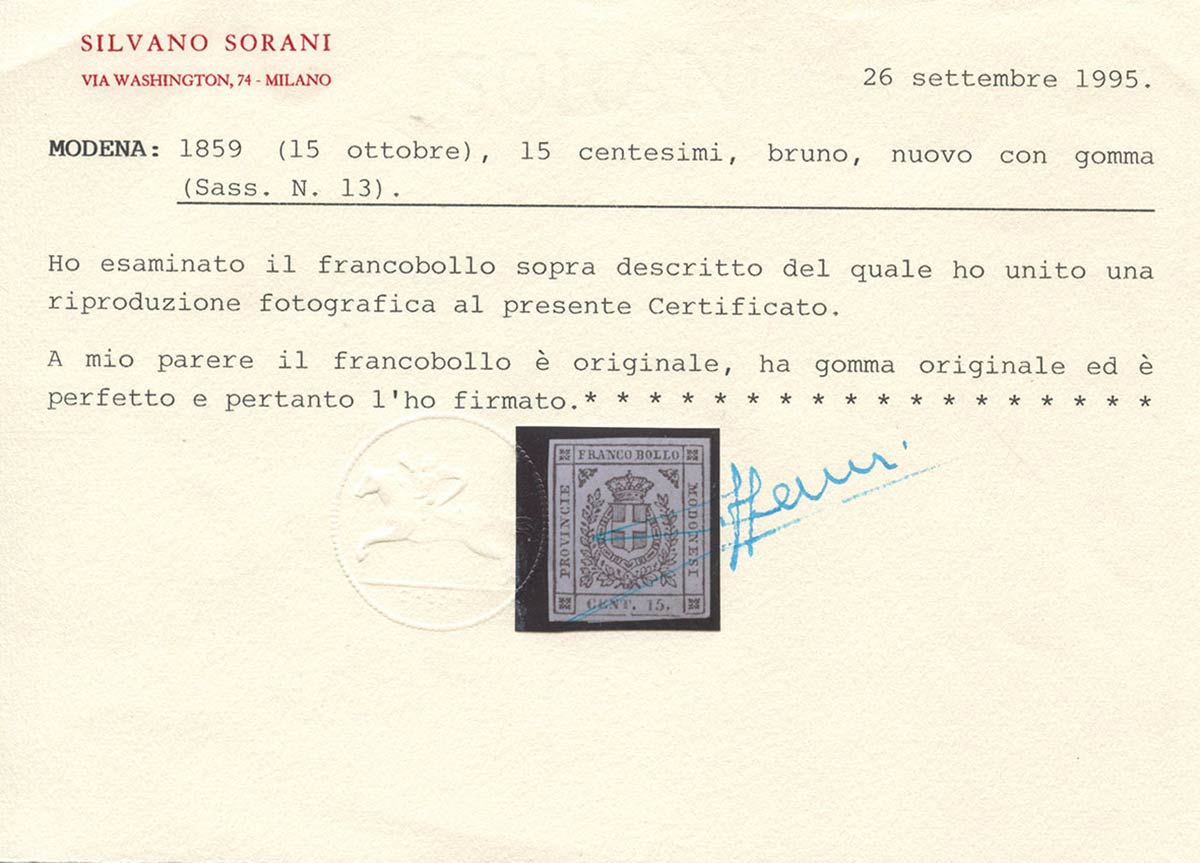 SILVANO SORANI
VIA WASHINGTON, 74 - MILANO
26 settembre 1995.
MODENA: 1859 (15 ottobre), 15 centesimi, bruno, nuovo con gomma
(Sass. N. 13).
Ho esaminato il francobollo sopra descritto del quale ho unito una
riproduzione fotografica al presente Certificato.
A mio parere il francobollo è originale, ha gomma originale ed è
perfetto e pertanto l'ho firmato.* * * * * * * * * * * * * * * * *
FRANCO BOLLO
PROVINCIE
MODONESI
CENT. 15.